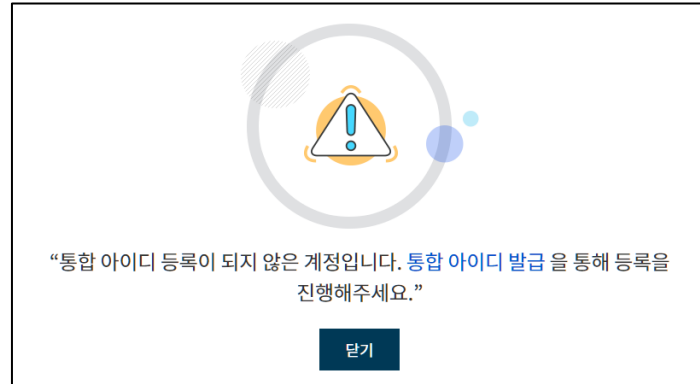 “통합 아이디 등록이 되지 않은 계정입니다. 통합 아이디 발급 을 통해 등록을
진행해주세요.”
닫기